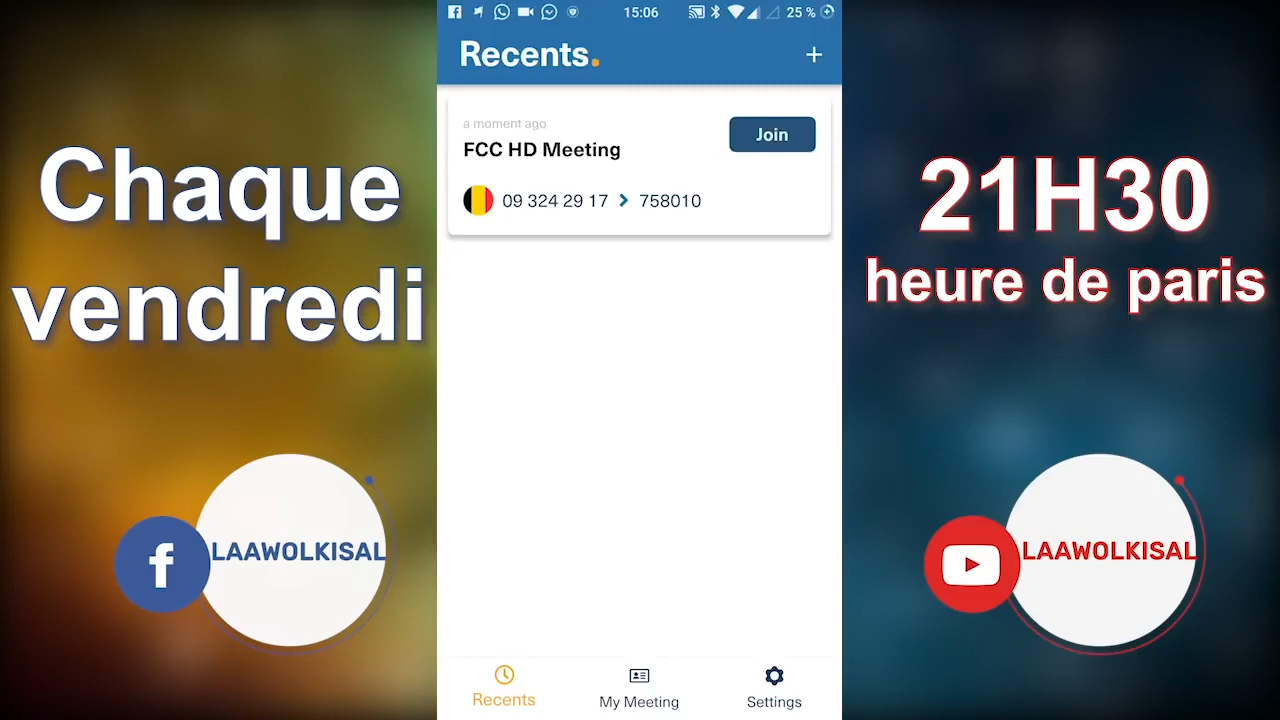 Chaque
vendredi
LAAWOLKISAL
15:06
25 %
Recents.
a moment ago
FCC HD Meeting
Join
09 324 29 17 > 758010
Recents
My Meeting
Settings
21H30
heure de paris
LAAWOLKISAL